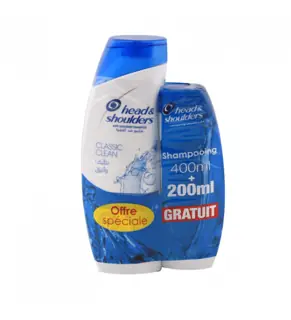 head&
shoulders
CLASSIC
CLEAN
Offre
spéciale
head&
shoulders
Shampooing
400ml
+
200ml
GRATUIT